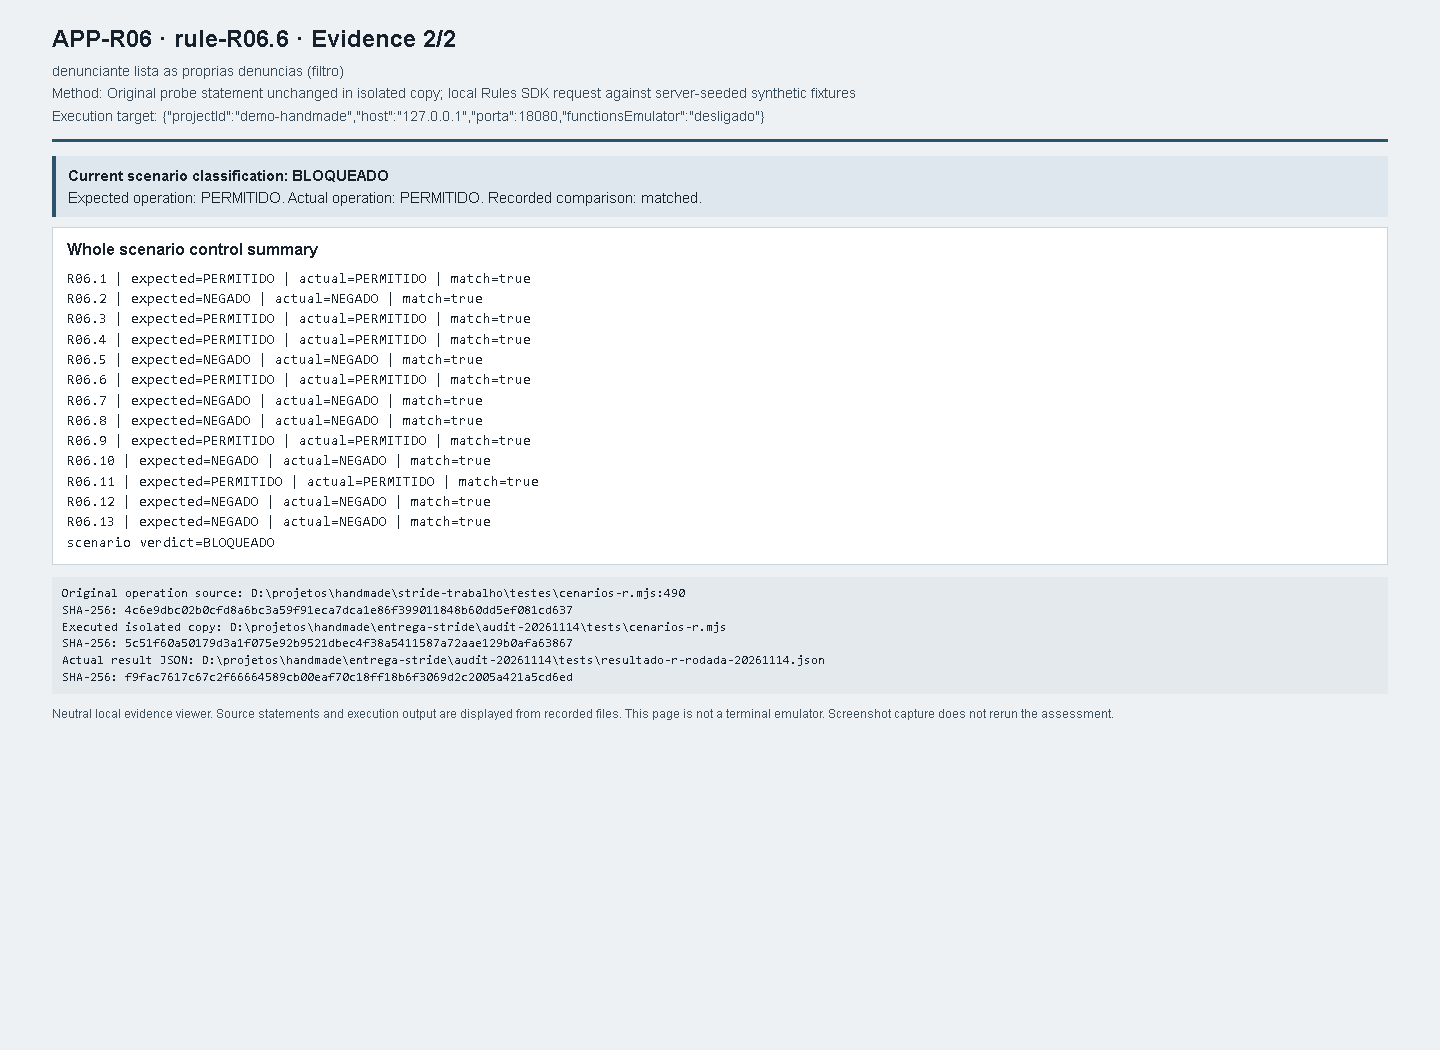 APP-R06 · rule-R06.6 · Evidence 2/2
denunciante lista as proprias denuncias (filtro)
Method: Original probe statement unchanged in isolated copy; local Rules SDK request against server-seeded synthetic fixtures
Execution target: {"projectId":"demo-handmade","host":"127.0.0.1","porta":18080,"functionsEmulator":"desligado"}
Current scenario classification: BLOQUEADO
Expected operation: PERMITIDO. Actual operation: PERMITIDO. Recorded comparison: matched.
Whole scenario control summary
R06.1 | expected=PERMITIDO | actual=PERMITIDO | match=true
R06.2 | expected=NEGADO | actual=NEGADO | match=true
R06.3 | expected=PERMITIDO | actual=PERMITIDO | match=true
R06.4 | expected=PERMITIDO | actual=PERMITIDO | match=true
R06.5 | expected=NEGADO | actual=NEGADO | match=true
R06.6 | expected=PERMITIDO | actual=PERMITIDO | match=true
R06.7 | expected=NEGADO | actual=NEGADO | match=true
R06.8 | expected=NEGADO | actual=NEGADO | match=true
R06.9 | expected=PERMITIDO | actual=PERMITIDO | match=true
R06.10 | expected=NEGADO | actual=NEGADO | match=true
R06.11 | expected=PERMITIDO | actual=PERMITIDO | match=true
R06.12 | expected=NEGADO | actual=NEGADO | match=true
R06.13 | expected=NEGADO | actual=NEGADO | match=true
scenario verdict=BLOQUEADO
Original operation source: D:\projetos\handmade\stride-trabalho\testes\cenarios-r.mjs:490
SHA-256: 4c6e9dbc02b0cfd8a6bc3a59f91eca7dca1e86f399011848b60dd5ef081cd637
Executed isolated copy: D:\projetos\handmade\entrega-stride\audit-20261114\tests\cenarios-r.mjs
SHA-256: 5c51f60a50179d3a1f075e92b9521dbec4f38a5411587a72aae129b0afa63867
Actual result JSON: D:\projetos\handmade\entrega-stride\audit-20261114\tests\resultado-r-rodada-20261114.json
SHA-256: f9fac7617c67c2f66664589cb00eaf70c18ff18b6f3069d2c2005a421a5cd6ed
Neutral local evidence viewer. Source statements and execution output are displayed from recorded files. This page is not a terminal emulator. Screenshot capture does not rerun the assessment.